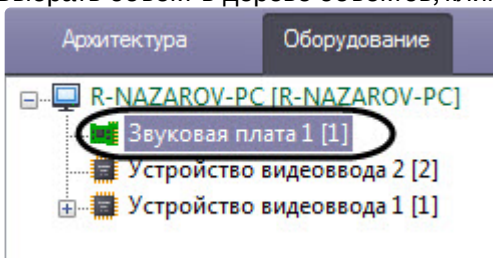 Архитектура Оборудование
R-NAZAROV-PC [R-NAZAROV-PC]
Звуковая плата 1 [1]
Устройство видеоввода 2 [2]
Устройство видеоввода 1 [1]